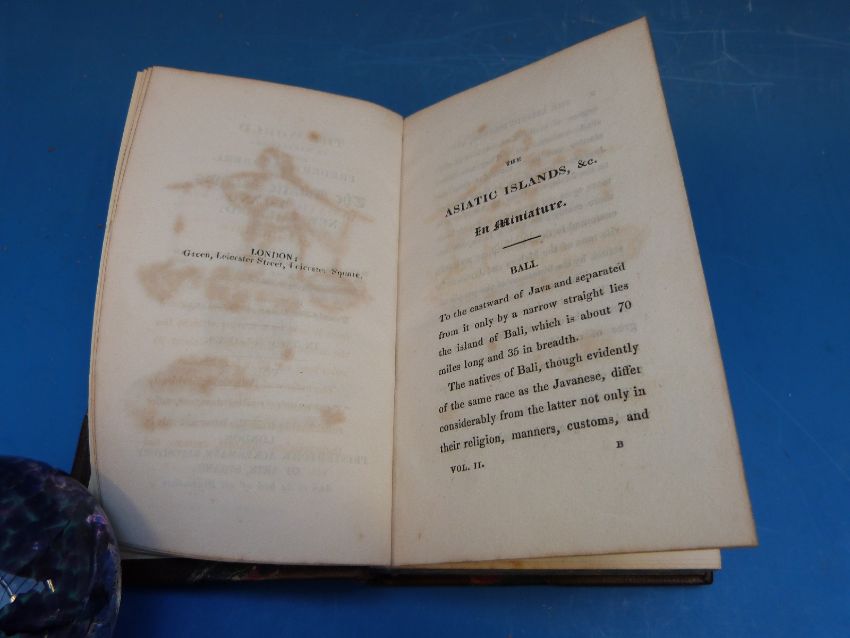 LONDON:
Green, Leicester Street, Leicester Square.
THE
ASIATIC ISLANDS, &c.
In Miniature.
BALI.
To the eastward of Java and separated
from it only by a narrow straight lies
the island of Bali, which is about 70
miles long and 35 in breadth.
The natives of Bali, though evidently
of the same race as the Javanese, differ
considerably from the latter not only in
their religion, manners, customs, and
VOL. II.
B